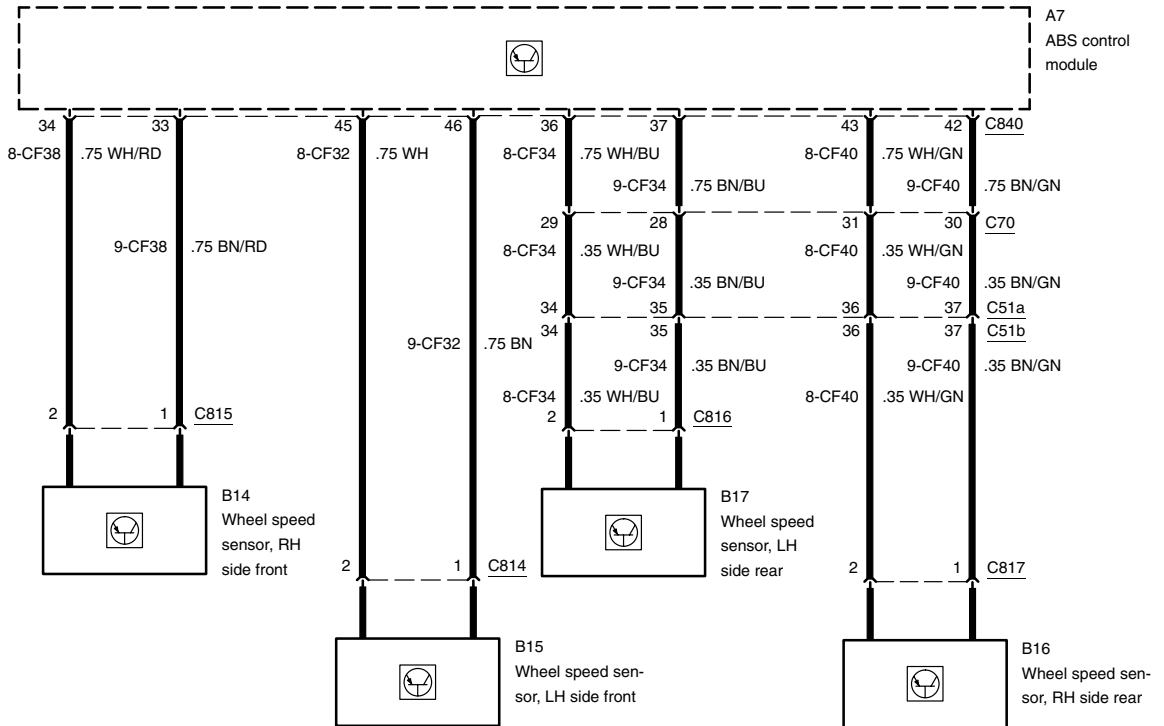 A7
ABS control
module
34 33 45 46 36 37 43 42 C840
8-CF38 .75 WH/RD 8-CF32 .75 WH 8-CF34 .75 WH/BU 8-CF40 .75 WH/GN
9-CF34 .75 BN/BU 9-CF40 .75 BN/GN
29 28 31 30 C70
9-CF38 .75 BN/RD 8-CF34 .35 WH/BU 8-CF40 .35 WH/GN
9-CF34 .35 BN/BU 9-CF40 .35 BN/GN
34 35 36 37 C51a
34 35 36 37 C51b
9-CF32 .75 BN
9-CF34 .35 BN/BU 9-CF40 .35 BN/GN
8-CF34 .35 WH/BU 8-CF40 .35 WH/GN
2 1 C815 2 1 C816
B14
Wheel speed
sensor, RH
side front
B17
Wheel speed
sensor, LH
side rear
2 1 C814 2 1 C817
B15
Wheel speed sen-
sor, LH side front
B16
Wheel speed sen-
sor, RH side rear